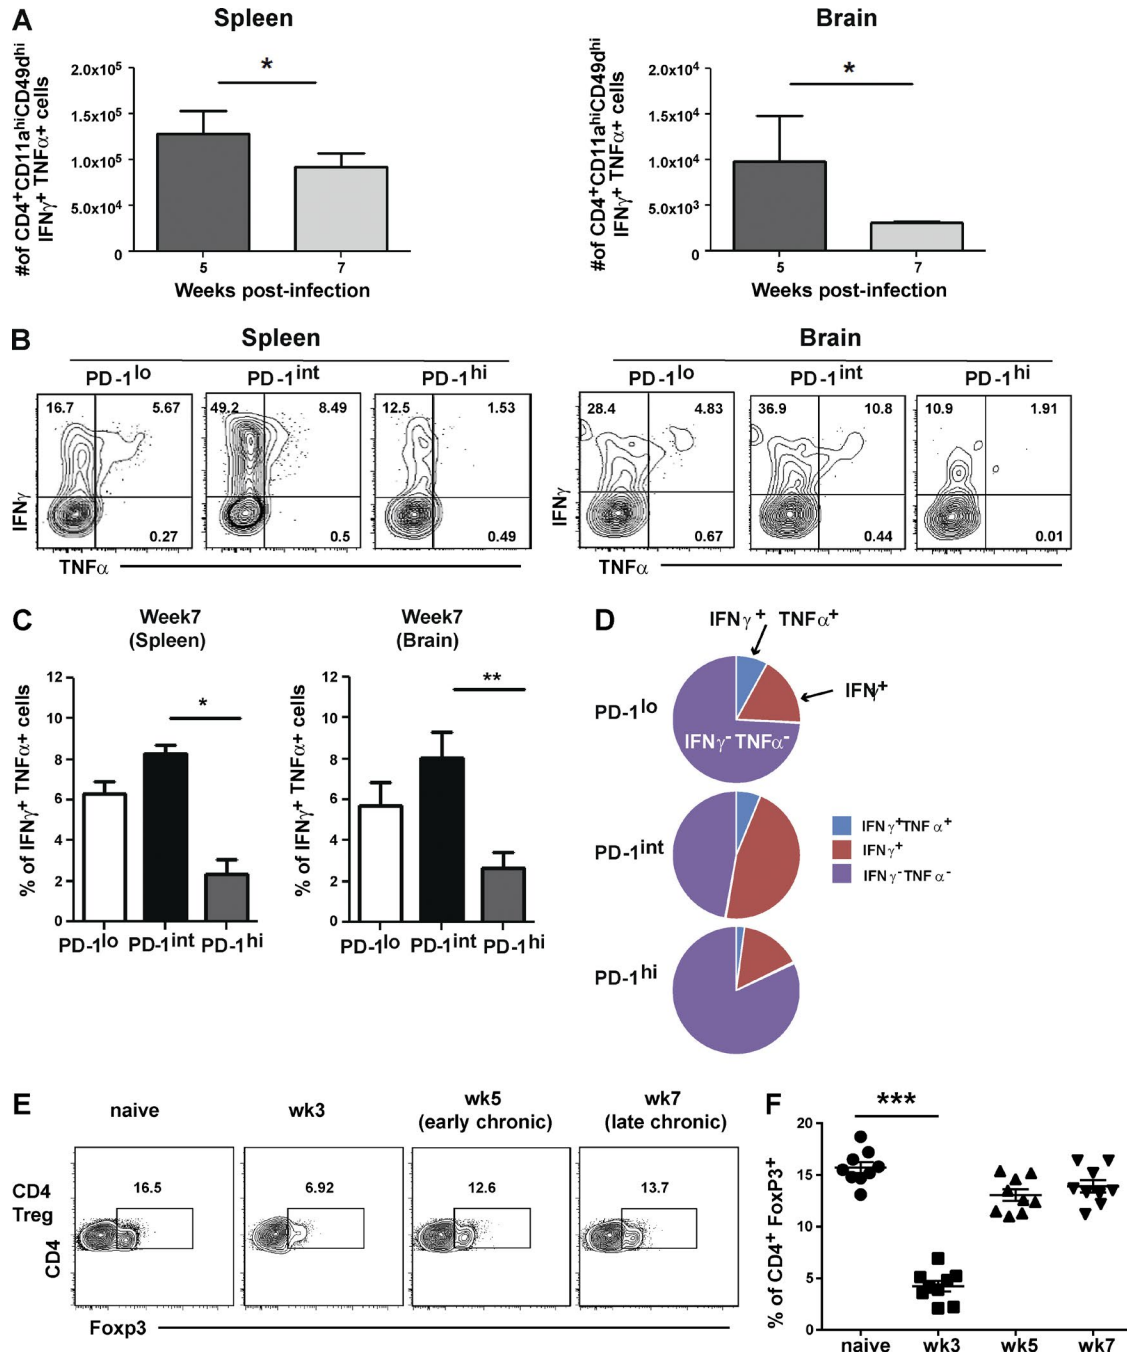 A
Spleen
Brain
#of CD4⁺CD11aʰⁱCD49dʰⁱ
IFNγ⁺ TNFα+ cells
2.0x10⁵
1.5x10⁵
1.0x10⁵
5.0x10⁴
0
*
5
7
Weeks post-infection
# of CD4⁺CD11aʰⁱCD49dʰⁱ
IFNγ⁺ TNFα+ cells
2.0x10⁴
1.5x10⁴
1.0x10⁴
5.0x10³
0
*
5
7
Weeks post-infection
B
Spleen
Brain
PD-1ˡᵒ
PD-1ⁱⁿᵗ
PD-1ʰⁱ
PD-1ˡᵒ
PD-1ⁱⁿᵗ
PD-1ʰⁱ
16.7 5.67
0.27
49.2 8.49
0.5
12.5 1.53
0.49
28.4 4.83
0.67
36.9 10.8
0.44
10.9 1.91
0.01
IFNγ
TNFα
IFNγ
TNFα
C
Week7
(Spleen)
% of IFNγ⁺ TNFα+ cells
12
10
8
6
4
2
0
*
PD-1ˡᵒ PD-1ⁱⁿᵗ PD-1ʰⁱ
Week7
(Brain)
% of IFNγ⁺ TNFα+ cells
12
10
8
6
4
2
0
**
PD-1ˡᵒ PD-1ⁱⁿᵗ PD-1ʰⁱ
D
IFNγ⁺ TNFα⁺
IFNγ⁺
PD-1ˡᵒ
IFNγ⁻ TNFα⁻
PD-1ⁱⁿᵗ
IFNγ⁺TNFα⁺
IFNγ⁺
IFNγ⁻TNFα⁻
PD-1ʰⁱ
E
naive
wk3
wk5
(early chronic)
wk7
(late chronic)
CD4
Treg
16.5
6.92
12.6
13.7
CD4
Foxp3
F
% of CD4⁺ FoxP3⁺
20
15
10
5
0
***
naive
wk3
wk5
wk7